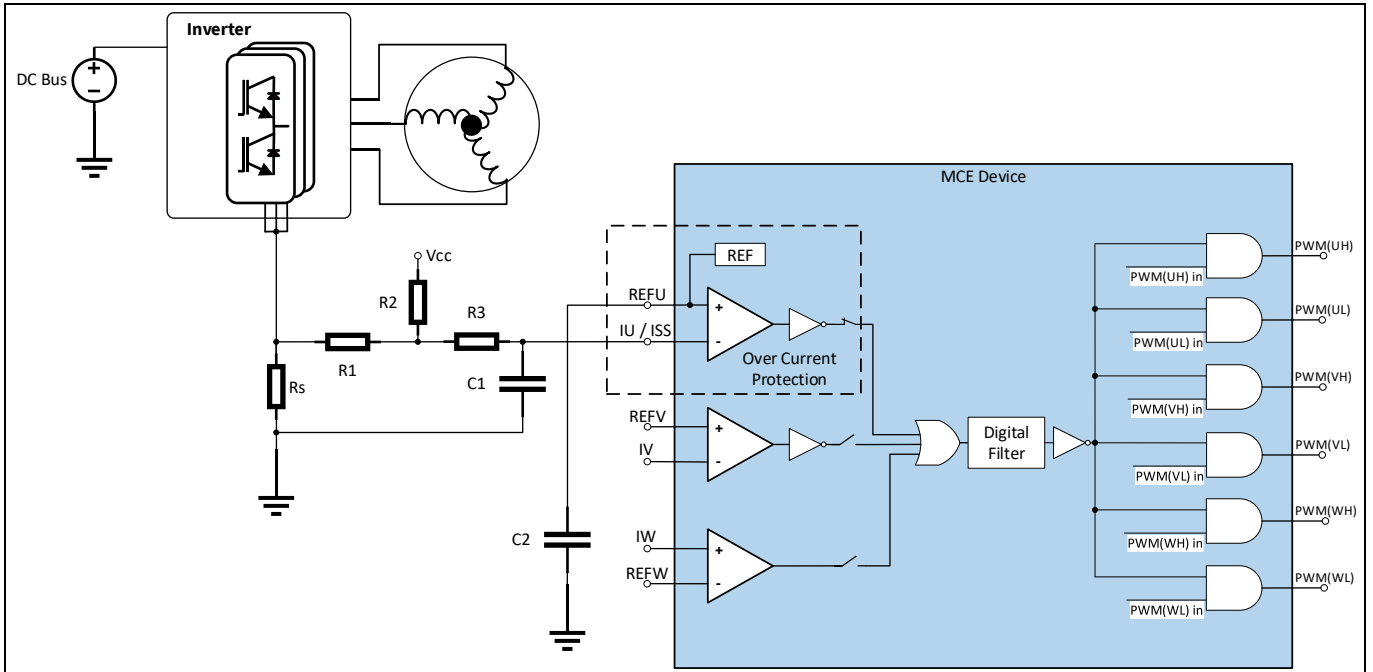 Inverter
DC Bus
+
−
MCE Device
Vcc
REF
R2
R3
REFU
+
IU / ISS
-
Over Current
Protection
R1
Rs
C1
REFV
+
IV
-
Digital
Filter
C2
IW
+
REFW
-
PWM(UH)
PWM(UH) in
PWM(UL)
PWM(UL) in
PWM(VH)
PWM(VH) in
PWM(VL)
PWM(VL) in
PWM(WH)
PWM(WH) in
PWM(WL)
PWM(WL) in